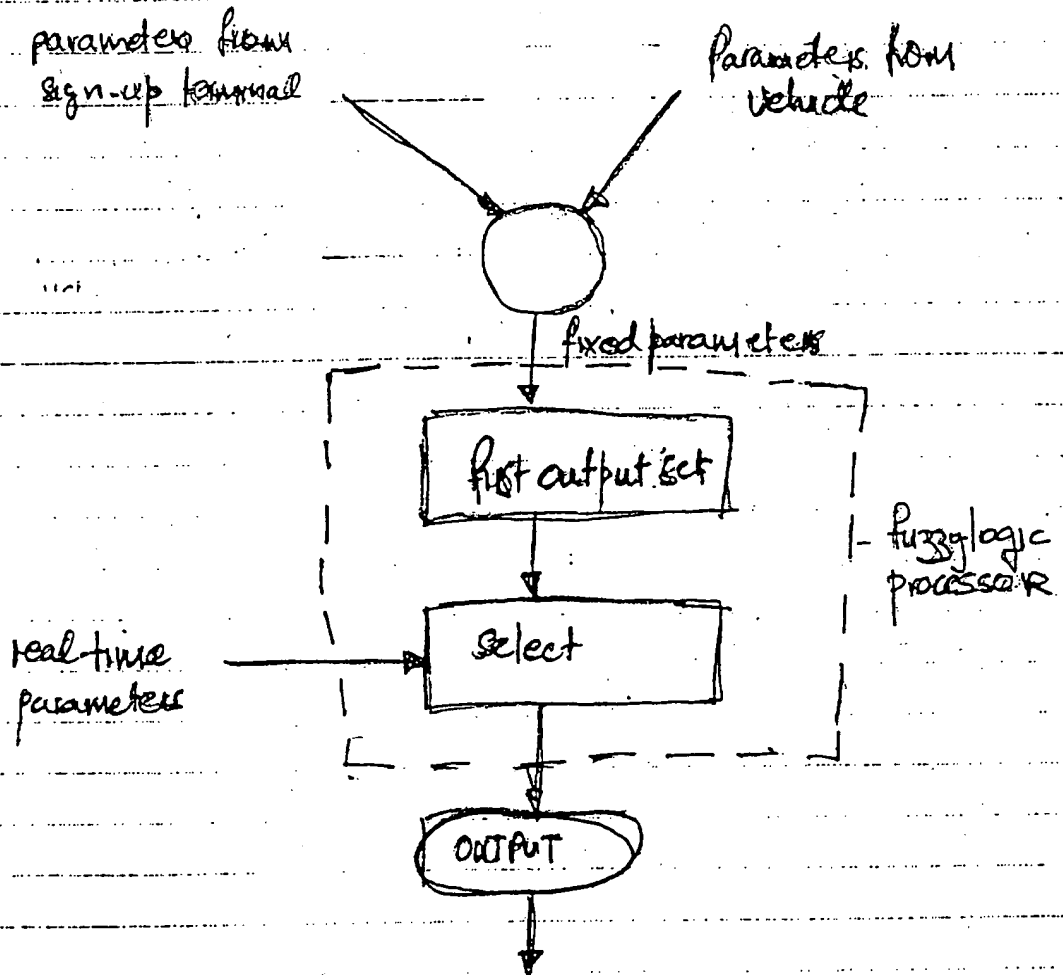 parameters from
sign-up terminal
Parameters from
vehicle
fixed parameters
first output set
fuzzy logic
processor
select
real-time
parameters
OUTPUT